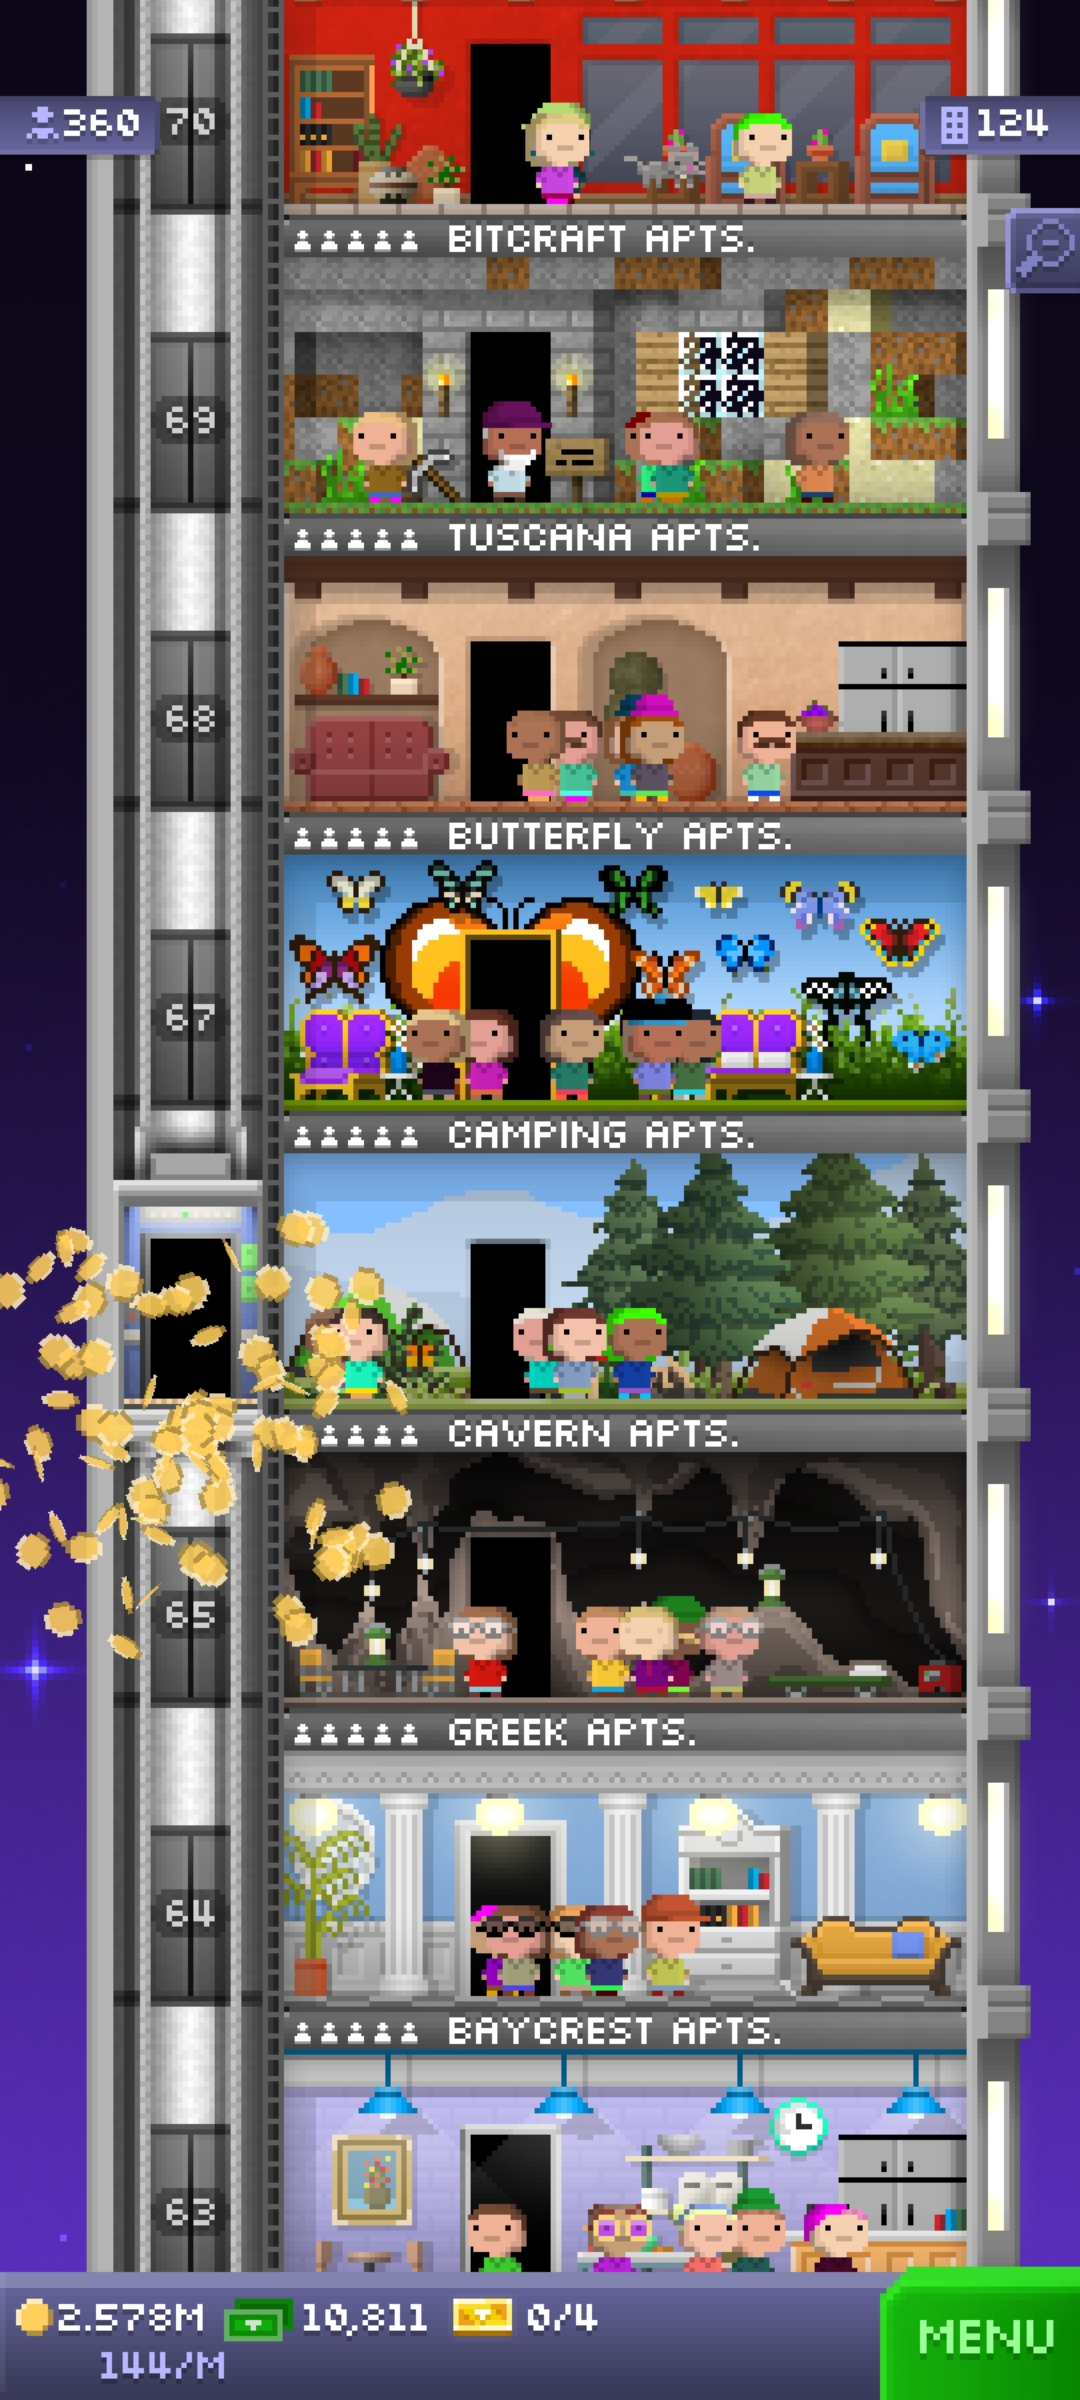 360
70
124
BITCRAFT APTS.
69
TUSCANA APTS.
68
BUTTERFLY APTS.
67
CAMPING APTS.
CAVERN APTS.
65
GREEK APTS.
64
BAYCREST APTS.
63
2.578M 10,811 0/4
144/M
MENU